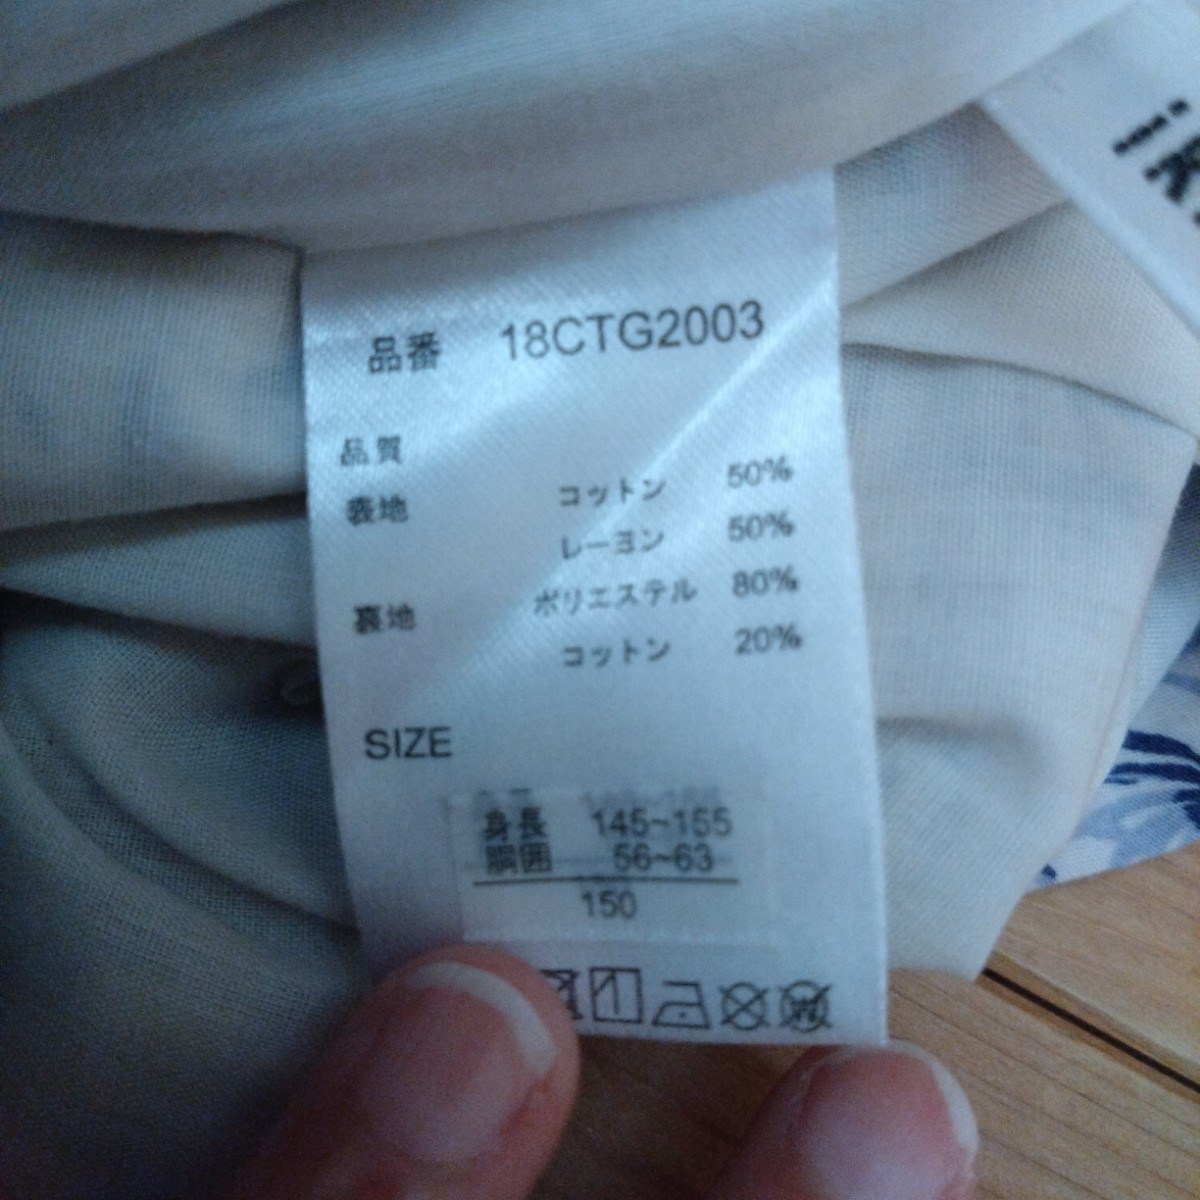 品番 18CTG2003
品質
表地 コットン 50%
レーヨン 50%
裏地 ポリエステル 80%
コットン 20%
SIZE
身長 145~155
胴囲 56~63
150